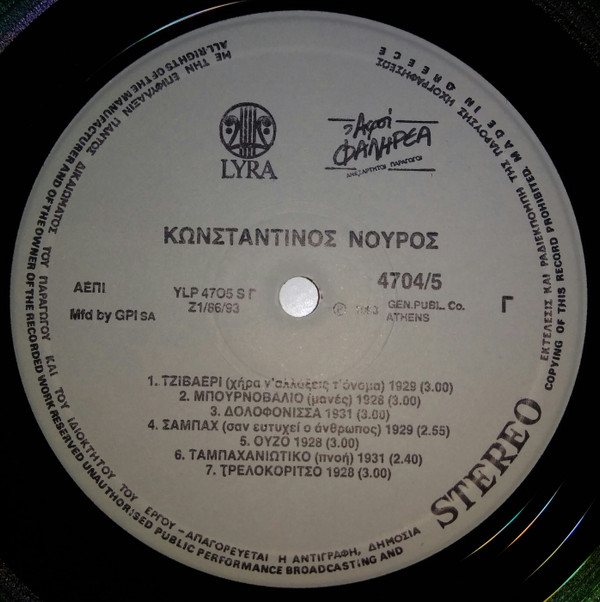 ΜΕ ΤΗΝ ΕΠΙΦΥΛΑΞΙΝ ΠΑΝΤΟΣ ΔΙΚΑΙΩΜΑΤΟΣ ΤΟΥ ΠΑΡΑΓΩΓΟΥ ΚΑΙ ΤΟΥ ΙΔΙΟΚΤΗΤΟΥ ΤΟΥ ΕΡΓΟΥ - ΑΠΑΓΟΡΕΥΕΤΑΙ Η ΑΝΤΙΓΡΑΦΗ, ΔΗΜΟΣΙΑ
ΕΚΤΕΛΕΣΙΣ ΚΑΙ ΡΑΔΙΕΚΠΟΜΠΗ ΤΗΣ ΠΑΡΟΥΣΗΣ ΗΧΟΓΡΑΦΗΣΕΩΣ
ALL RIGHTS OF THE MANUFACTURER AND OF THE OWNER OF THE RECORDED WORK RESERVED UNAUTHORISED PUBLIC PERFORMANCE BROADCASTING AND
COPYING OF THIS RECORD PROHIBITED. MADE IN GREECE
LYRA
Αφοί
ΦΑΛΗΡΕΑ
ΑΝΕΞΑΡΤΗΤΟΙ ΠΑΡΑΓΩΓΟΙ
ΚΩΝΣΤΑΝΤΙΝΟΣ ΝΟΥΡΟΣ
ΑΕΠΙ
Mfd by GPI SA
YLP 4705 S Γ
Z1/86/93
4704/5
℗
GEN.PUBL. Co.
ATHENS
Γ
1. ΤΖΙΒΑΕΡΙ (χήρα ν'αλλάξεις τ'όνομα) 1929 (3.00)
2. ΜΠΟΥΡΝΟΒΑΛΙΟ (μανές) 1928 (3.00)
3. ΔΟΛΟΦΟΝΙΣΣΑ 1931 (3.00)
4. ΣΑΜΠΑΧ (σαν ευτυχεί ο άνθρωπος) 1929 (2.55)
5. ΟΥΖΟ 1928 (3.00)
6. ΤΑΜΠΑΧΑΝΙΩΤΙΚΟ (πνοή) 1931 (2.40)
7. ΤΡΕΛΟΚΟΡΙΤΣΟ 1928 (3.00)
STEREO